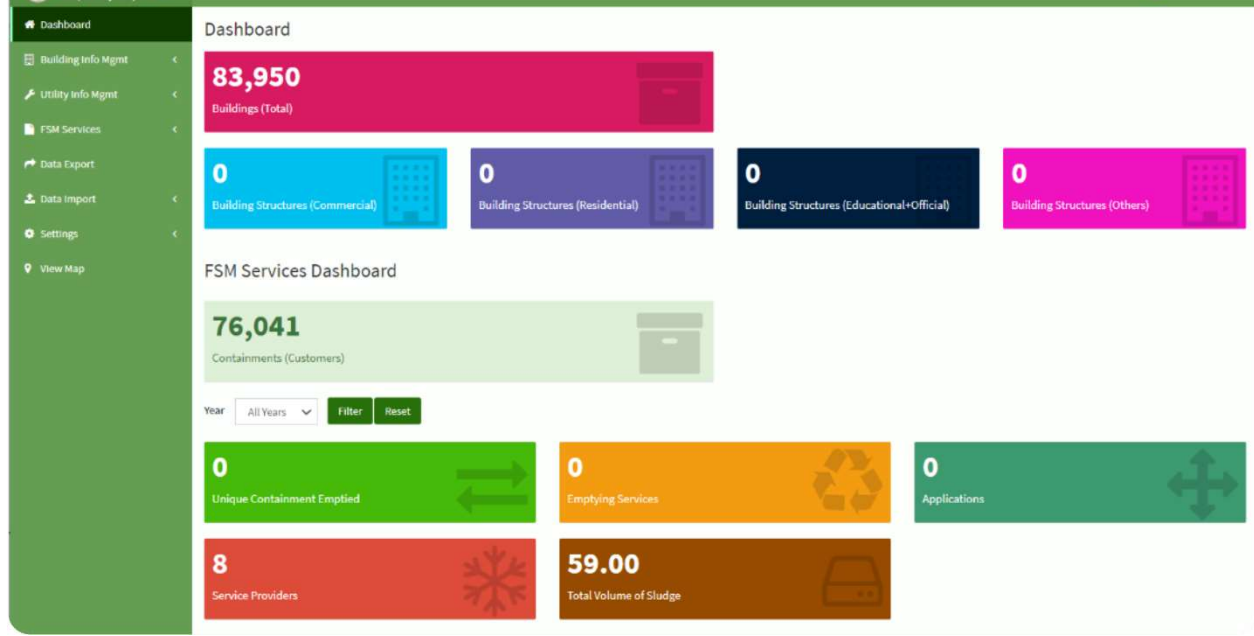 Dashboard
Building Info Mgmt
Utility Info Mgmt
FSM Services
Data Export
Data Import
Settings
View Map
Dashboard
83,950
Buildings (Total)
0
Building Structures (Commercial)
0
Building Structures (Residential)
0
Building Structures (Educational+Official)
0
Building Structures (Others)
FSM Services Dashboard
76,041
Containments (Customers)
Year All Years Filter Reset
0
Unique Containment Emptied
0
Emptying Services
0
Applications
8
Service Providers
59.00
Total Volume of Sludge